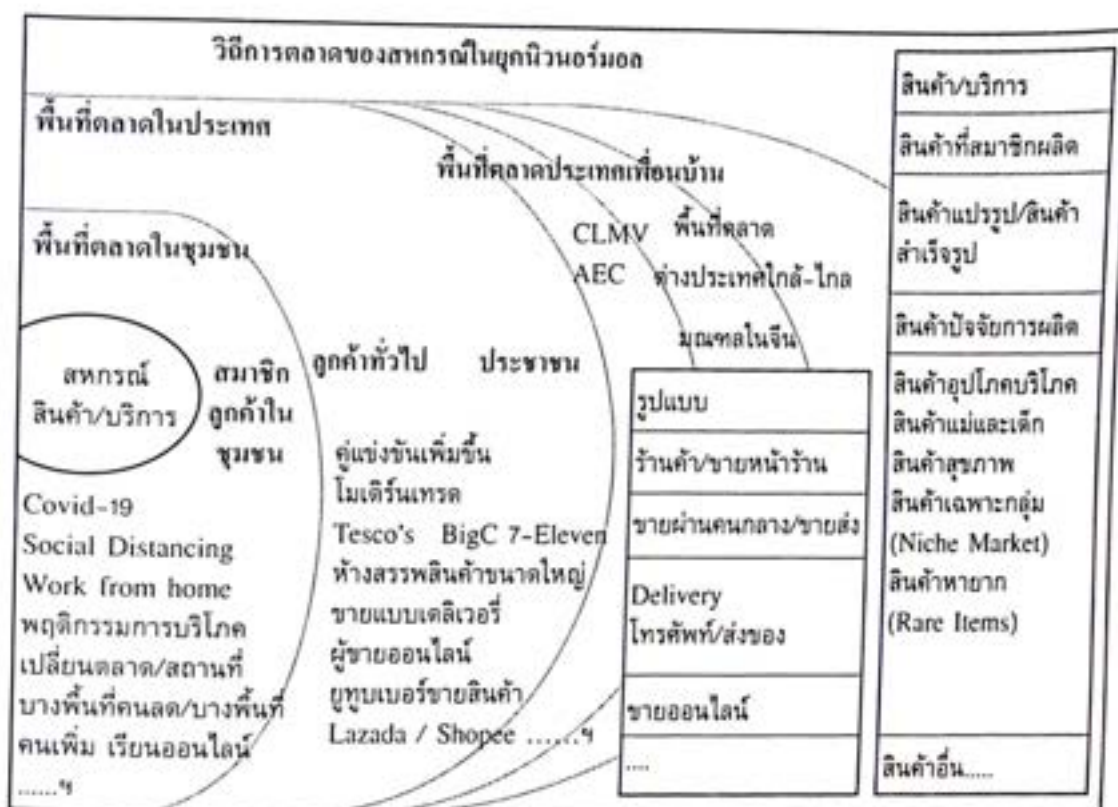 วิถีการตลาดของสหกรณ์ในยุคนิวนอร์มอล
พื้นที่ตลาดในประเทศ
พื้นที่ตลาดประเทศเพื่อนบ้าน
CLMV
AEC
พื้นที่ตลาด
ต่างประเทศใกล้-ไกล
มณฑลในจีน
พื้นที่ตลาดในชุมชน
สหกรณ์
สินค้า/บริการ
สมาชิก
ลูกค้าใน
ชุมชน
ลูกค้าทั่วไป
ประชาชน
Covid-19
Social Distancing
Work from home
พฤติกรรมการบริโภค
เปลี่ยนตลาด/สถานที่
บางพื้นที่คนลด/บางพื้นที่
คนเพิ่ม เรียนออนไลน์
......ฯ
คู่แข่งขันเพิ่มขึ้น
โมเดิร์นเทรด
Tesco's BigC 7-Eleven
ห้างสรรพสินค้าขนาดใหญ่
ขายแบบเดลิเวอรี่
ผู้ขายออนไลน์
ยูทูบเบอร์ขายสินค้า
Lazada / Shopee ......ฯ
รูปแบบ
ร้านค้า/ขายหน้าร้าน
ขายผ่านคนกลาง/ขายส่ง
Delivery
โทรศัพท์/ส่งของ
ขายออนไลน์
....
สินค้า/บริการ
สินค้าที่สมาชิกผลิต
สินค้าแปรรูป/สินค้า
สำเร็จรูป
สินค้าปัจจัยการผลิต
สินค้าอุปโภคบริโภค
สินค้าแม่และเด็ก
สินค้าสุขภาพ
สินค้าเฉพาะกลุ่ม
(Niche Market)
สินค้าหายาก
(Rare Items)
สินค้าอื่น.....